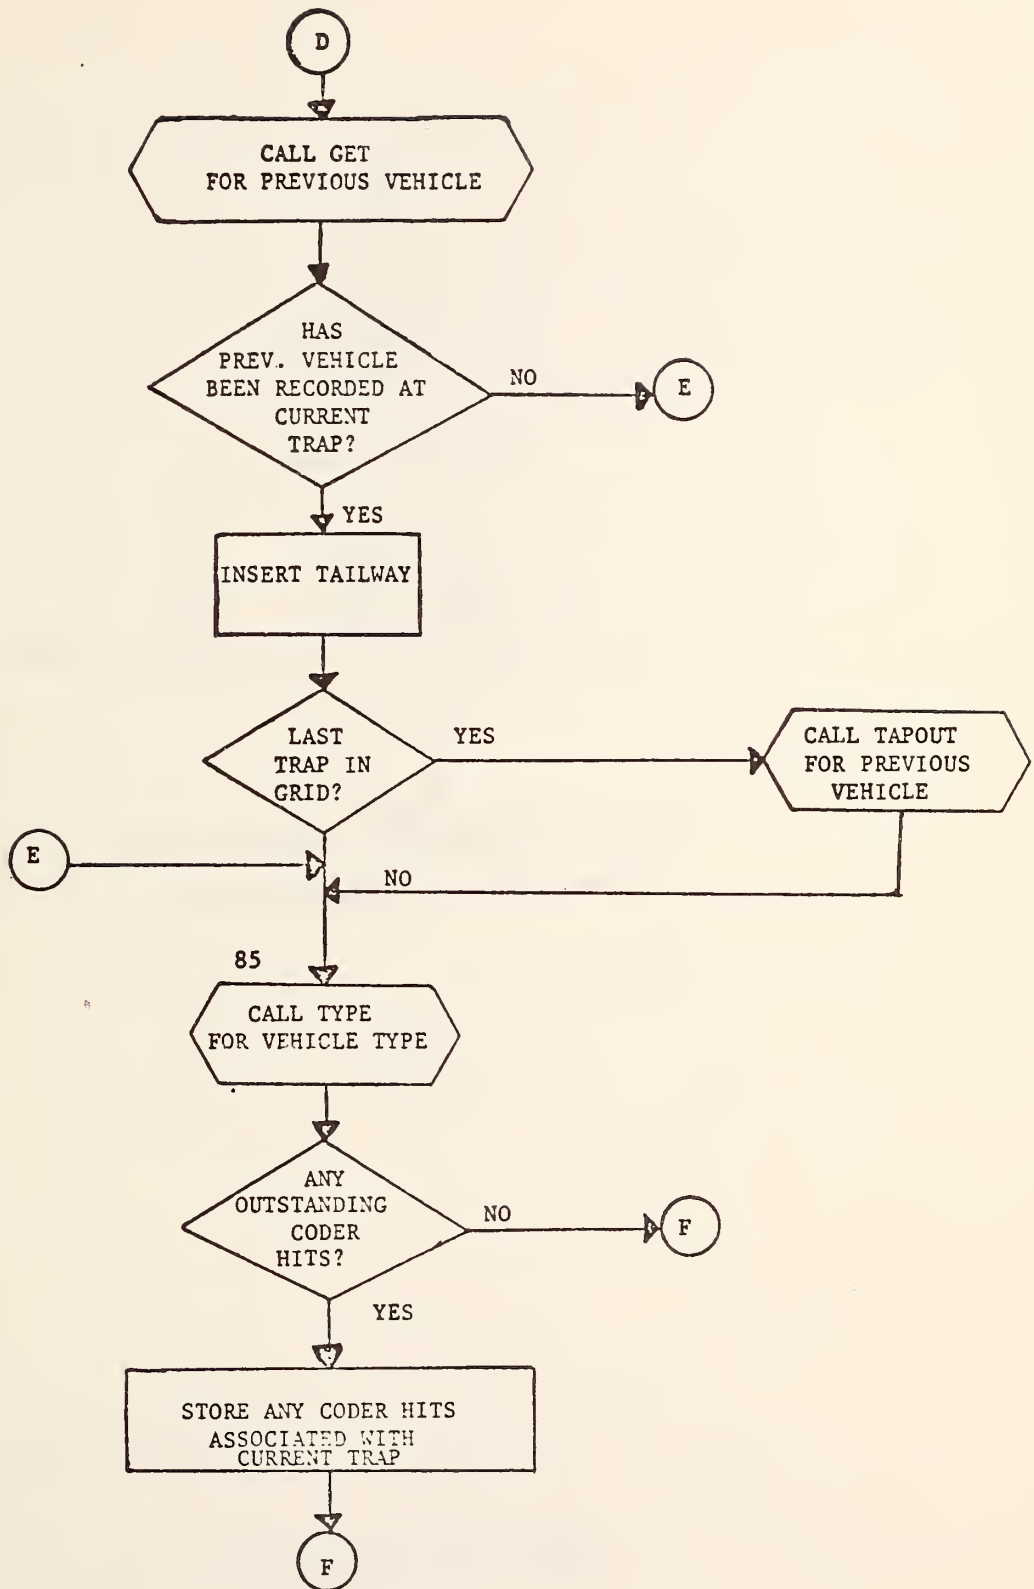 D
CALL GET
FOR PREVIOUS VEHICLE
HAS
PREV. VEHICLE
BEEN RECORDED AT
CURRENT
TRAP?
NO
E
YES
INSERT TAILWAY
LAST
TRAP IN
GRID?
YES
CALL TAPOUT
FOR PREVIOUS
VEHICLE
E
NO
85
CALL TYPE
FOR VEHICLE TYPE
ANY
OUTSTANDING
CODER
HITS?
NO
F
YES
STORE ANY CODER HITS
ASSOCIATED WITH
CURRENT TRAP
F